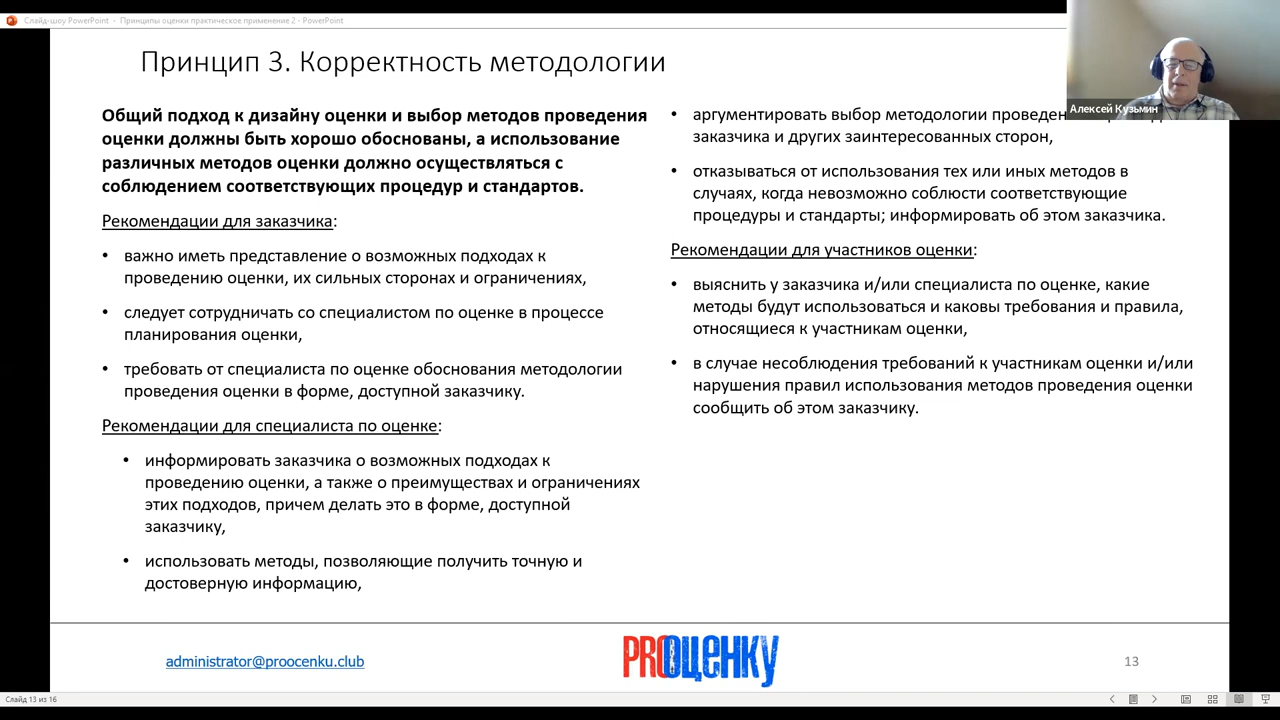 Слайд-шоу PowerPoint - Принципы оценки практическое применение 2 - PowerPoint
Алексей Кузьмин
Принцип 3. Корректность методологии
Общий подход к дизайну оценки и выбор методов проведения
оценки должны быть хорошо обоснованы, а использование
различных методов оценки должно осуществляться с
соблюдением соответствующих процедур и стандартов.
Рекомендации для заказчика:
• важно иметь представление о возможных подходах к
проведению оценки, их сильных сторонах и ограничениях,
• следует сотрудничать со специалистом по оценке в процессе
планирования оценки,
• требовать от специалиста по оценке обоснования методологии
проведения оценки в форме, доступной заказчику.
Рекомендации для специалиста по оценке:
• информировать заказчика о возможных подходах к
проведению оценки, а также о преимуществах и ограничениях
этих подходов, причем делать это в форме, доступной
заказчику,
• использовать методы, позволяющие получить точную и
достоверную информацию,
• аргументировать выбор методологии
заказчика и других заинтересованных сторон,
• отказываться от использования тех или иных методов в
случаях, когда невозможно соблюсти соответствующие
процедуры и стандарты; информировать об этом заказчика.
Рекомендации для участников оценки:
• выяснить у заказчика и/или специалиста по оценке, какие
методы будут использоваться и каковы требования и правила,
относящиеся к участникам оценки,
• в случае несоблюдения требований к участникам оценки и/или
нарушения правил использования методов проведения оценки
сообщить об этом заказчику.
administrator@proocenku.club
PROОЦЕНКУ
13
Слайд 13 из 16